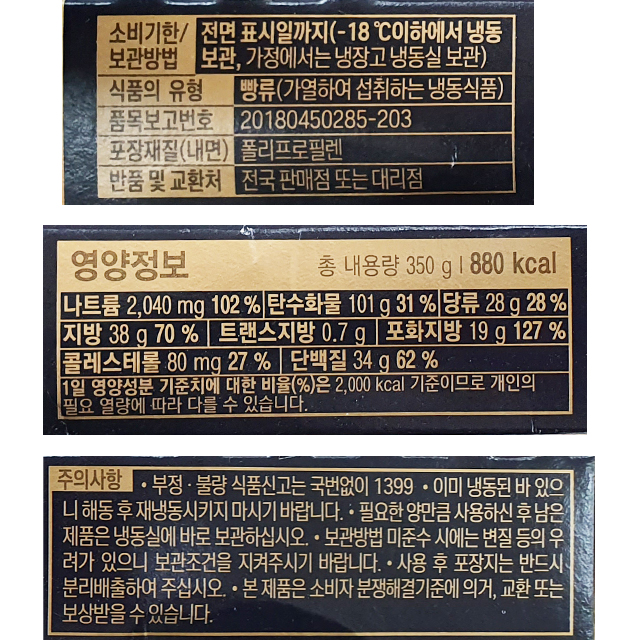 소비기한/ 전면 표시일까지(-18 ℃이하에서 냉동
보관방법 보관, 가정에서는 냉장고 냉동실 보관)
식품의 유형 빵류(가열하여 섭취하는 냉동식품)
품목보고번호 20180450285-203
포장재질(내면) 폴리프로필렌
반품 및 교환처 전국 판매점 또는 대리점
영양정보 총 내용량 350 g | 880 kcal
나트륨 2,040 mg 102 % | 탄수화물 101 g 31 % | 당류 28 g 28 %
지방 38 g 70 % | 트랜스지방 0.7 g | 포화지방 19 g 127 %
콜레스테롤 80 mg 27 % | 단백질 34 g 62 %
1일 영양성분 기준치에 대한 비율(%)은 2,000 kcal 기준이므로 개인의
필요 열량에 따라 다를 수 있습니다.
주의사항 • 부정 · 불량 식품신고는 국번없이 1399 • 이미 냉동된 바 있으
니 해동 후 재냉동시키지 마시기 바랍니다. • 필요한 양만큼 사용하신 후 남은
제품은 냉동실에 바로 보관하십시오. • 보관방법 미준수 시에는 변질 등의 우
려가 있으니 보관조건을 지켜주시기 바랍니다. • 사용 후 포장지는 반드시
분리배출하여 주십시오. • 본 제품은 소비자 분쟁해결기준에 의거, 교환 또는
보상받을 수 있습니다.